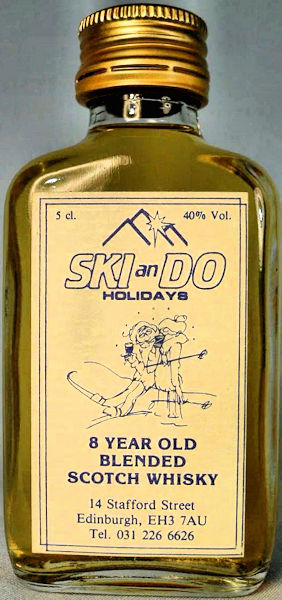 5 cl. 40% Vol.
SKI an DO
HOLIDAYS
8 YEAR OLD
BLENDED
SCOTCH WHISKY
14 Stafford Street
Edinburgh, EH3 7AU
Tel. 031 226 6626